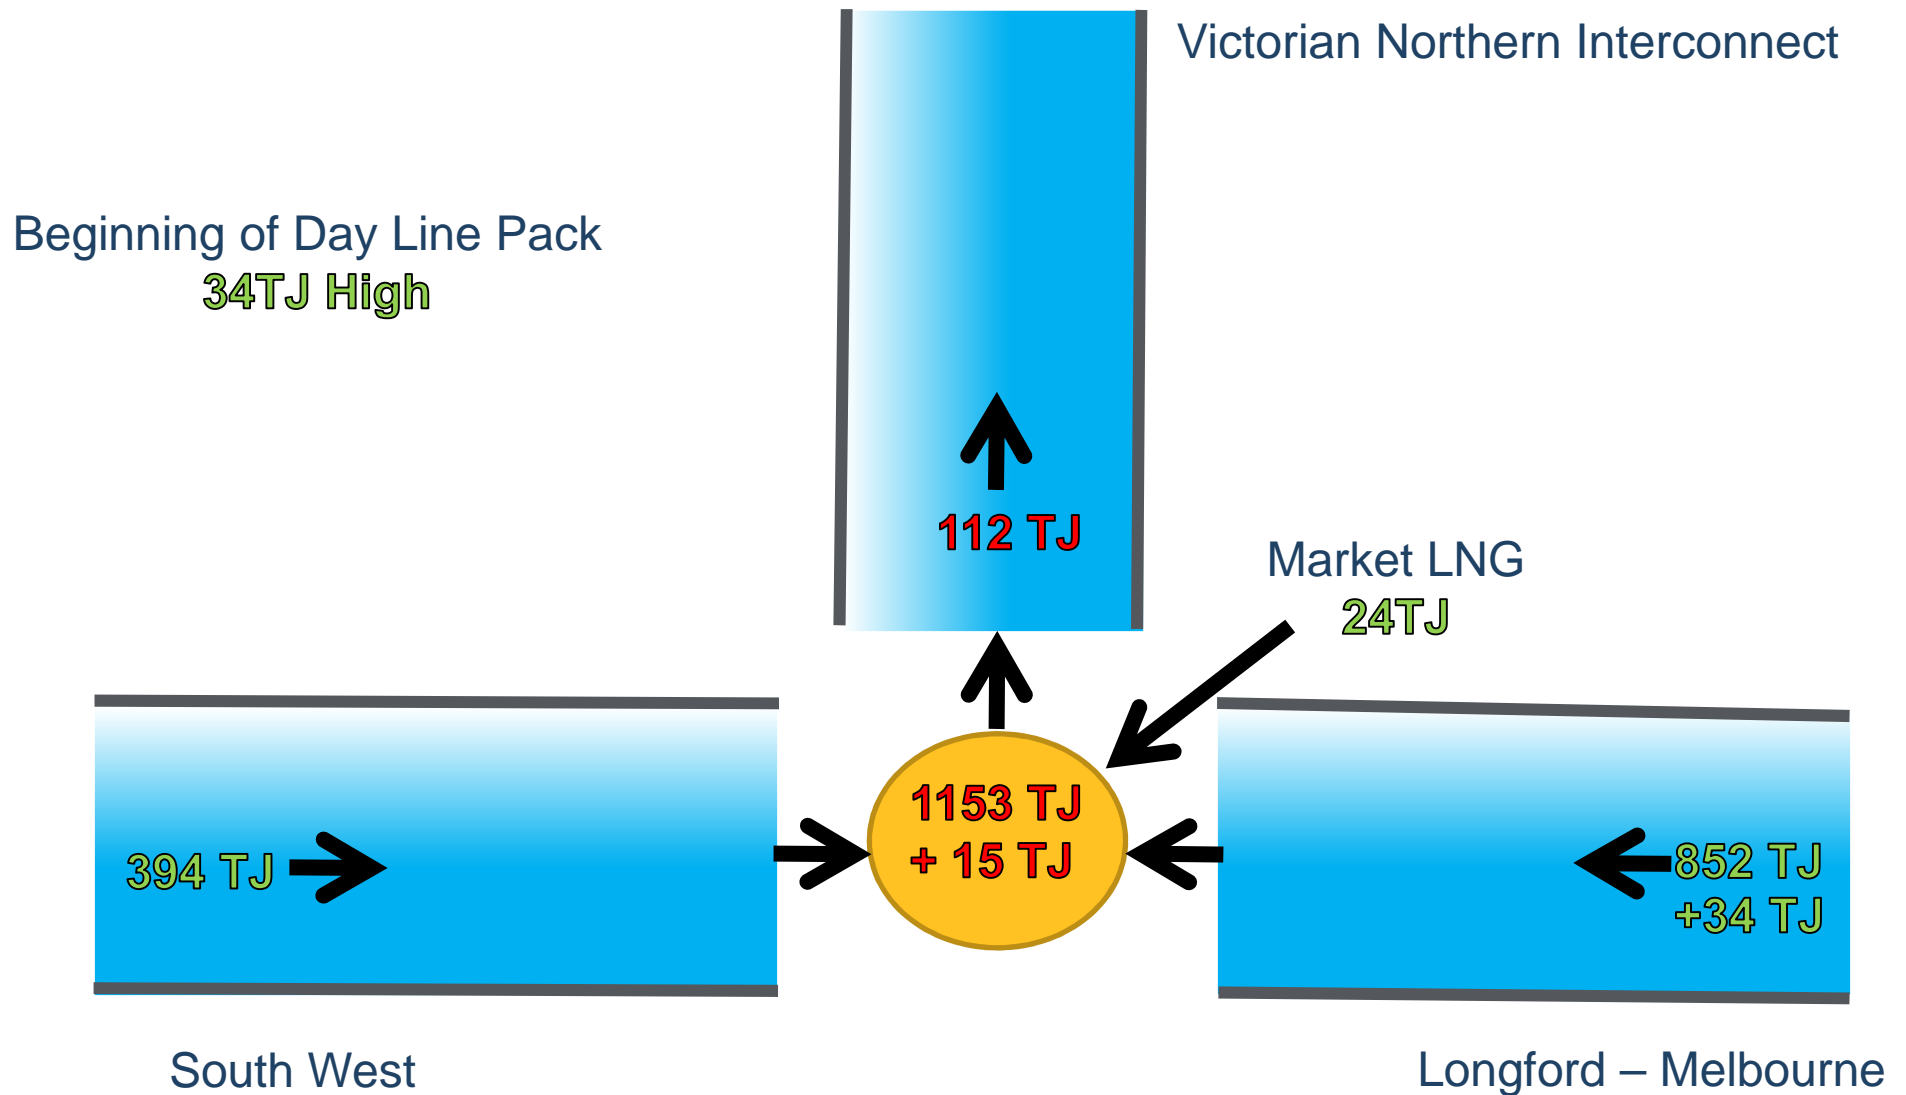 Victorian Northern Interconnect
Beginning of Day Line Pack
34TJ High
112 TJ
Market LNG
24TJ
1153 TJ
+ 15 TJ
394 TJ
852 TJ
+34 TJ
South West
Longford – Melbourne